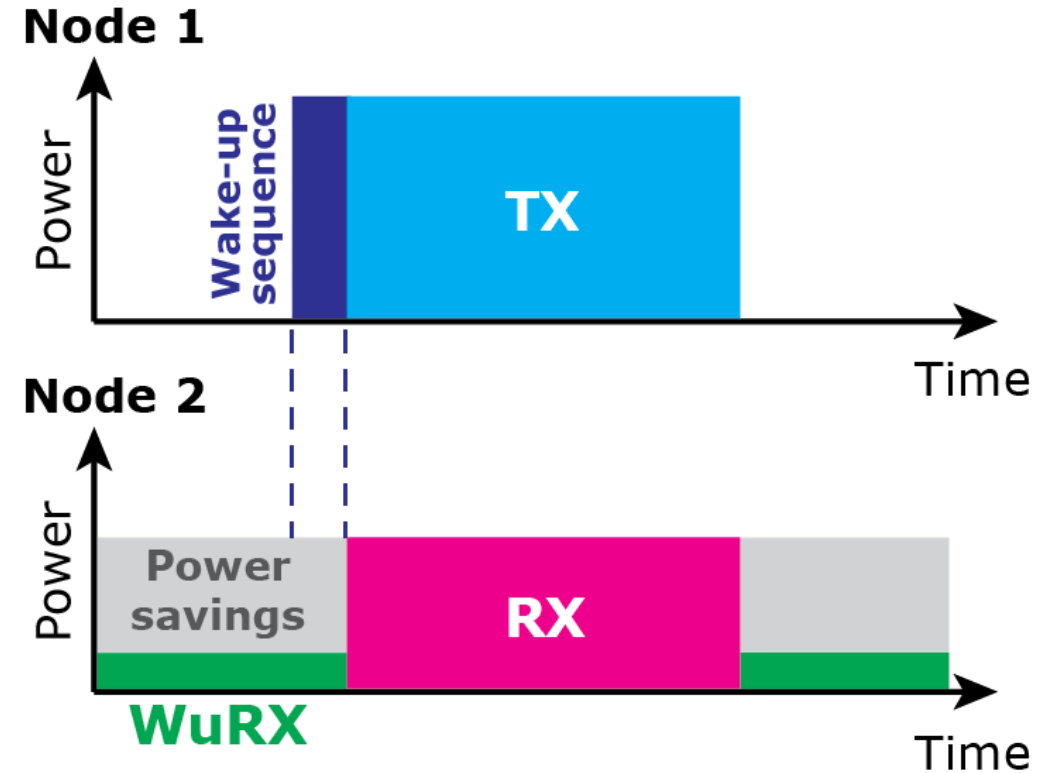 Node 1
Power
Wake-up
sequence
TX
Time
Node 2
Power
Power
savings
RX
WuRX
Time